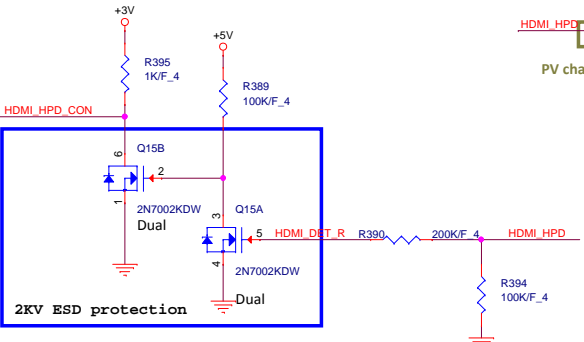 +3V
HDMI_HPD
+5V
PV cha
R395
1K/F_4
R389
100K/F_4
HDMI_HPD_CON
Q15B
6
2
1
2N7002KDW
Dual
Q15A
3
5
HDMI_DET_R
R390
200K/F_4
HDMI_HPD
4
2N7002KDW
R394
100K/F_4
Dual
2KV ESD protection